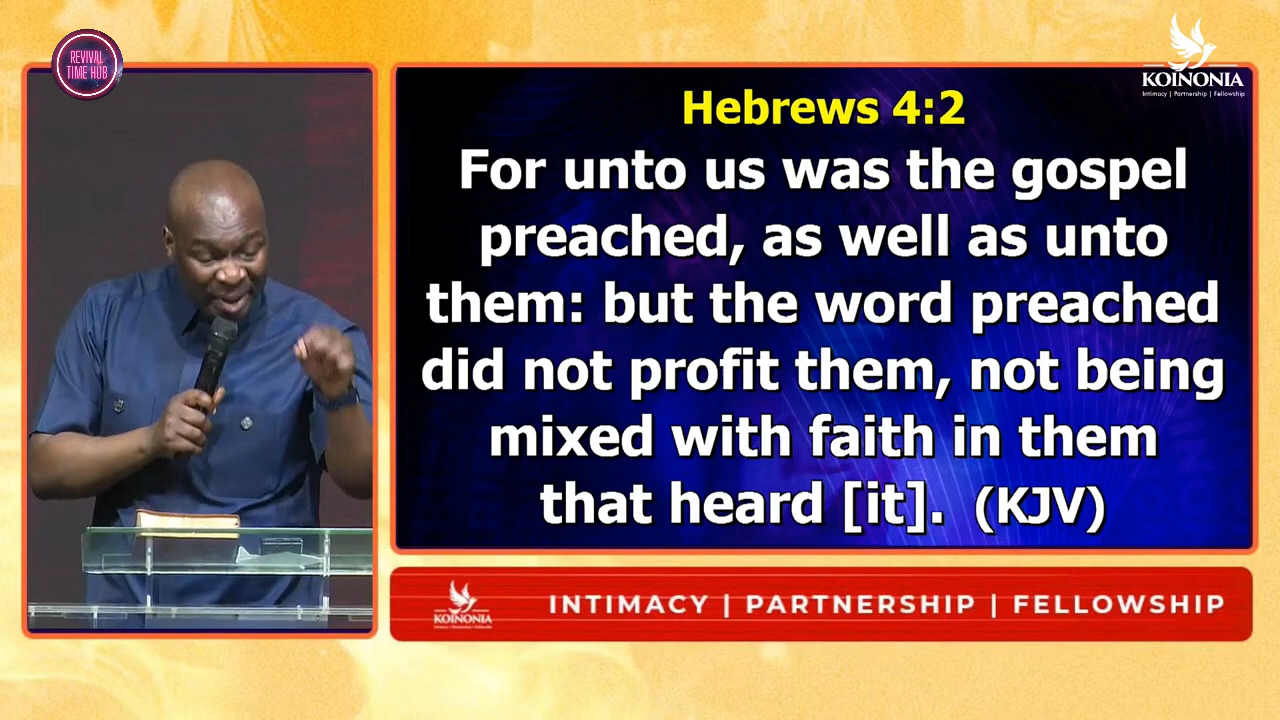 REVIVAL
TIME HUB
KOINONIA
Intimacy | Partnership | Fellowship
Hebrews 4:2
For unto us was the gospel
preached, as well as unto
them: but the word preached
did not profit them, not being
mixed with faith in them
that heard [it]. (KJV)
KOINONIA
INTIMACY | PARTNERSHIP | FELLOWSHIP